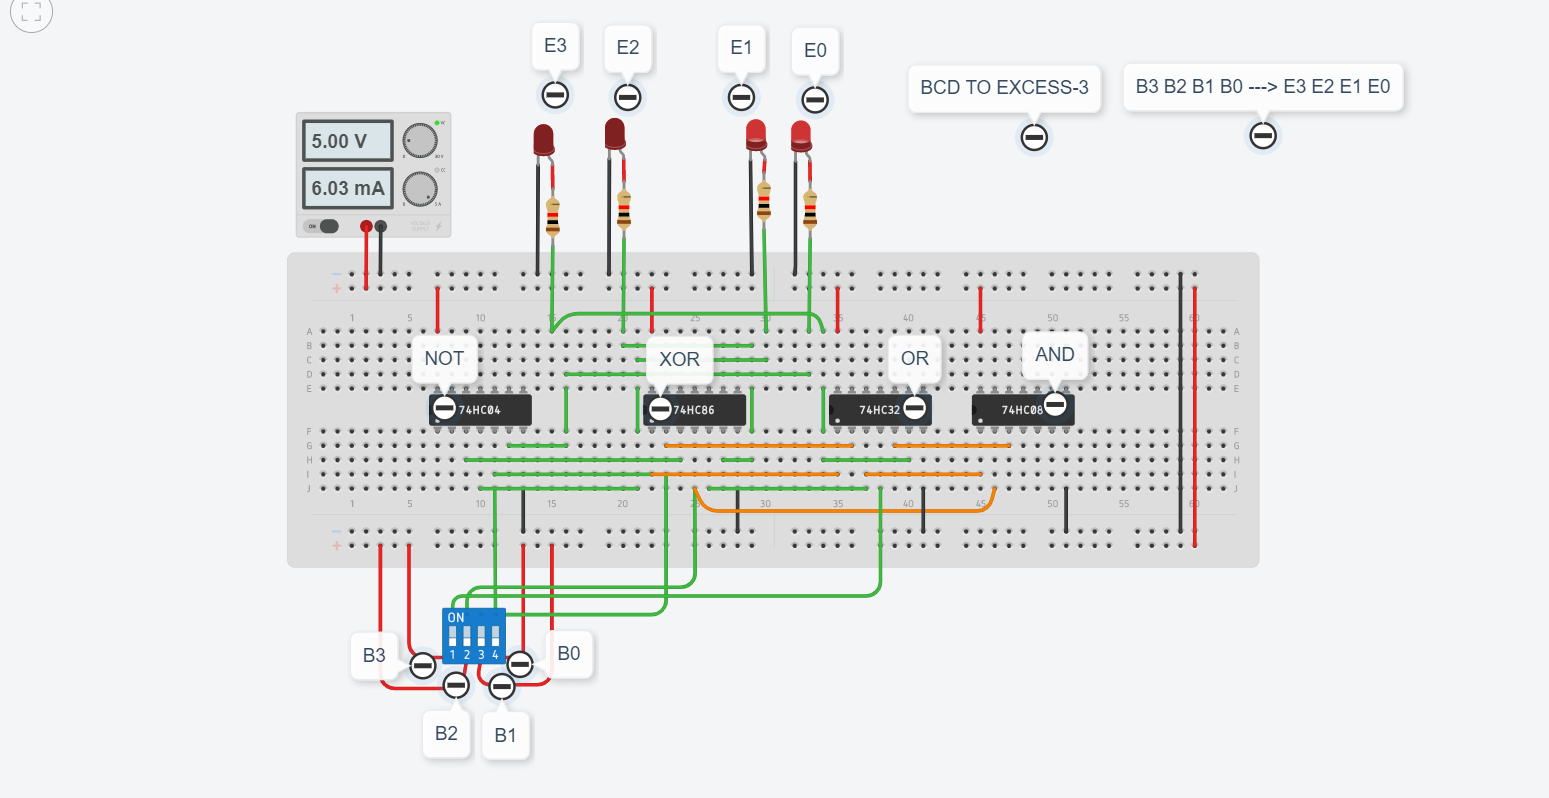 E3
E2
E1
E0
BCD TO EXCESS-3
B3 B2 B1 B0 ---> E3 E2 E1 E0
5.00 V
6.03 mA
ON
1 5 10 15 25 30 35 40 45 50 55 60
A A
B B
C C
D D
E E
NOT
XOR
OR
AND
74HC04
74HC86
74HC32
74HC08
F F
G G
H H
I I
J J
1 5 10 15 20 25 30 35 40 45 50 55 60
ON
1 2 3 4
B3
B0
B2
B1